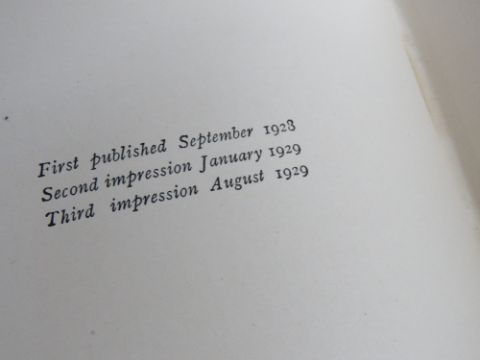 First published September 1928
Second impression January 1929
Third impression August 1929